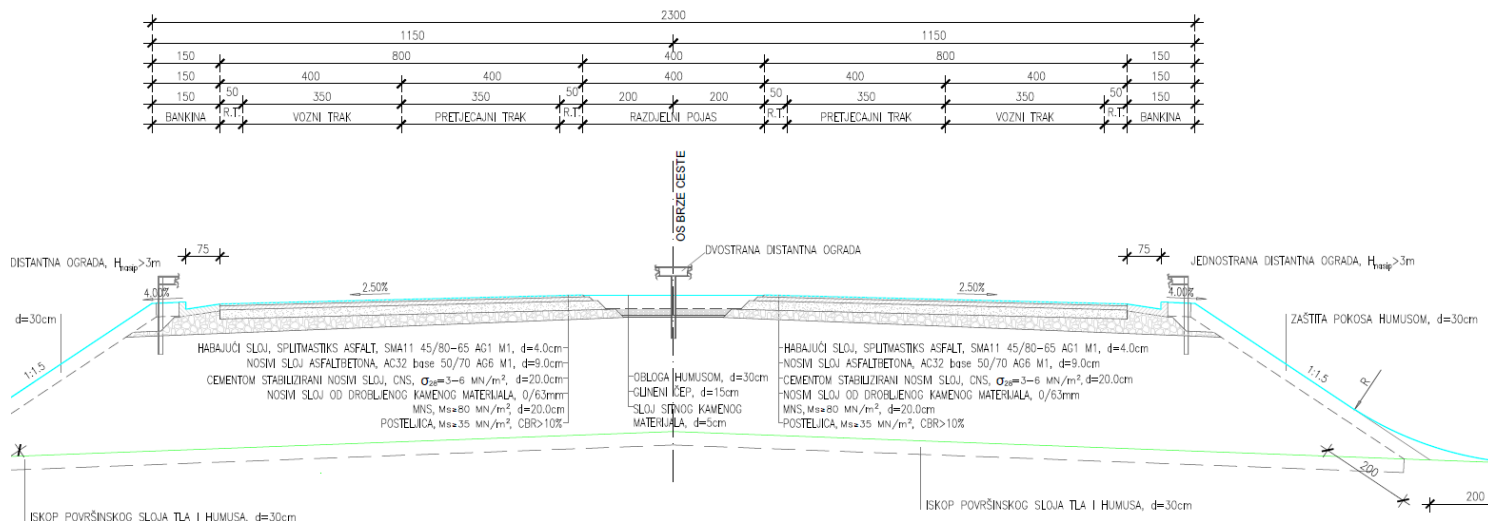 2300
1150 1150
150 800 400 800 150
150 400 400 400 400 400 150
150 50 350 350 50 200 200 50 350 350 50 150
BANKINA R.T. VOZNI TRAK PRETJECAJNI TRAK R.T. RAZDJELNI POJAS R.T. PRETJECAJNI TRAK VOZNI TRAK R.T. BANKINA
OS BRZE CESTE
75 DVOSTRANA DISTANTNA OGRADA 75
DISTANTNA OGRADA, Hnasip>3m JEDNOSTRANA DISTANTNA OGRADA, Hnasip>3m
4.00% 2.50% 2.50% 4.00%
d=30cm ZAŠTITA POKOSA HUMUSOM, d=30cm
1:1.5 1:1.5 R
HABAJUĆI SLOJ, SPLITMASTIKS ASFALT, SMA11 45/80-65 AG1 M1, d=4.0cm
NOSIVI SLOJ ASFALTBETONA, AC32 base 50/70 AG6 M1, d=9.0cm
CEMENTOM STABILIZIRANI NOSIVI SLOJ, CNS, σ28=3-6 MN/m², d=20.0cm
NOSIVI SLOJ OD DROBLJENOG KAMENOG MATERIJALA, 0/63mm
MNS, Ms≥80 MN/m², d=20.0cm
POSTELJICA, Ms≥35 MN/m², CBR>10%
OBLOGA HUMUSOM, d=30cm
GLINENI ČEP, d=15cm
SLOJ SITNOG KAMENOG
MATERIJALA, d=5cm
HABAJUĆI SLOJ, SPLITMASTIKS ASFALT, SMA11 45/80-65 AG1 M1, d=4.0cm
NOSIVI SLOJ ASFALTBETONA, AC32 base 50/70 AG6 M1, d=9.0cm
CEMENTOM STABILIZIRANI NOSIVI SLOJ, CNS, σ28=3-6 MN/m², d=20.0cm
NOSIVI SLOJ OD DROBLJENOG KAMENOG MATERIJALA, 0/63mm
MNS, Ms≥80 MN/m², d=20.0cm
POSTELJICA, Ms≥35 MN/m², CBR>10%
200
200
ISKOP POVRŠINSKOG SLOJA TLA I HUMUSA, d=30cm
ISKOP POVRŠINSKOG SLOJA TLA I HUMUSA, d=30cm